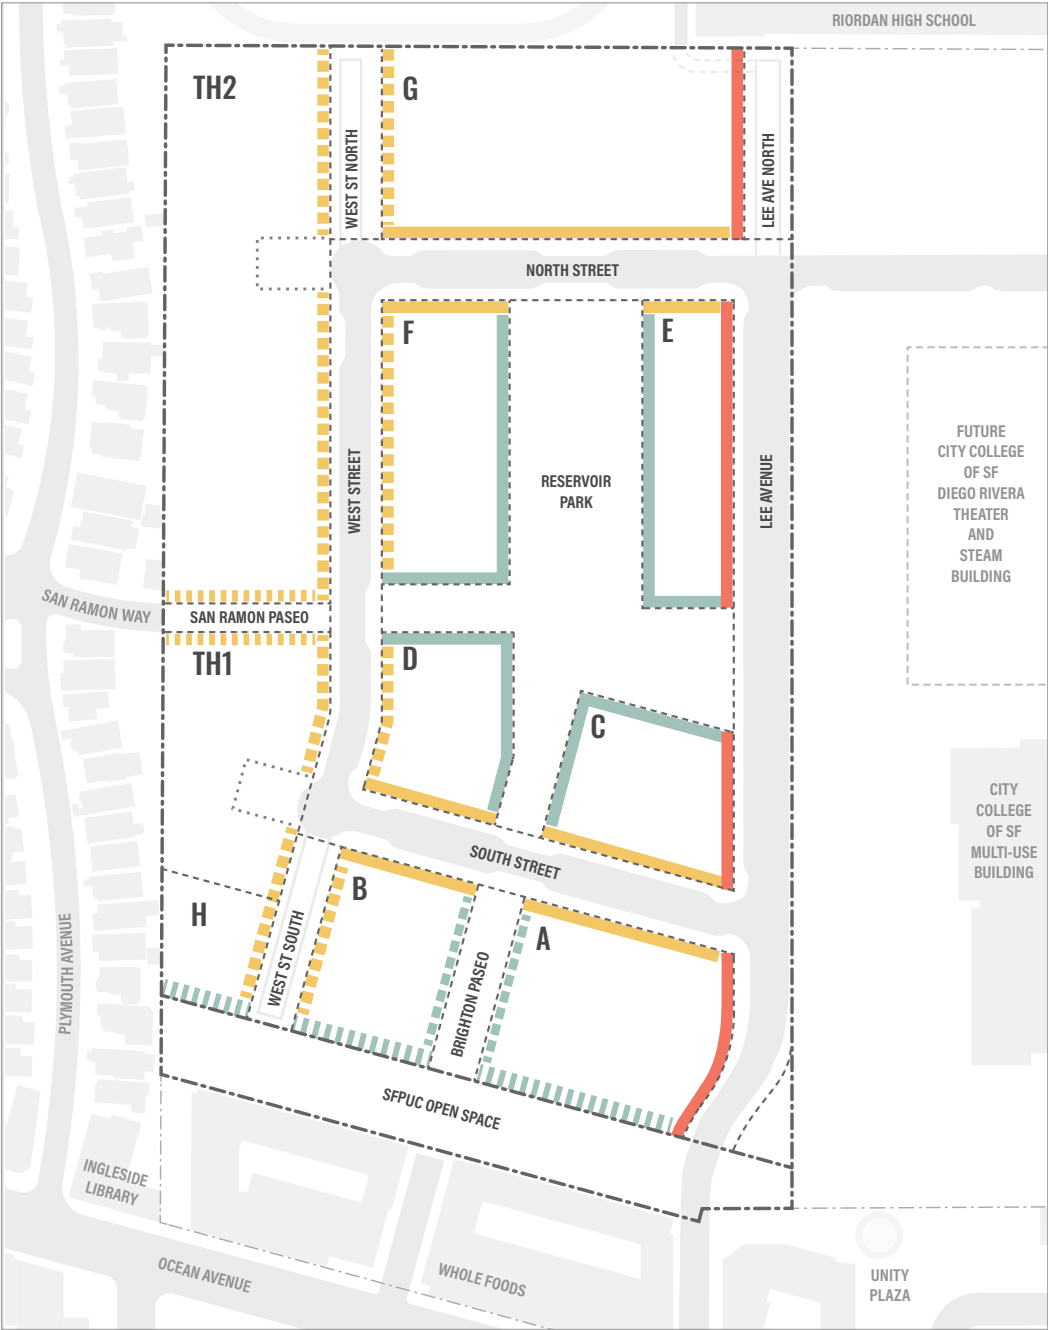 RIORDAN HIGH SCHOOL
TH2
G
WEST ST NORTH
LEE AVE NORTH
NORTH STREET
F
E
FUTURE
CITY COLLEGE
OF SF
DIEGO RIVERA
THEATER
AND
STEAM
BUILDING
WEST STREET
RESERVOIR
PARK
LEE AVENUE
SAN RAMON WAY
SAN RAMON PASEO
TH1
D
C
CITY
COLLEGE
OF SF
MULTI-USE
BUILDING
SOUTH STREET
B
H
A
PLYMOUTH AVENUE
WEST ST SOUTH
BRIGHTON PASEO
SFPUC OPEN SPACE
INGLESIDE
LIBRARY
OCEAN AVENUE
WHOLE FOODS
UNITY
PLAZA